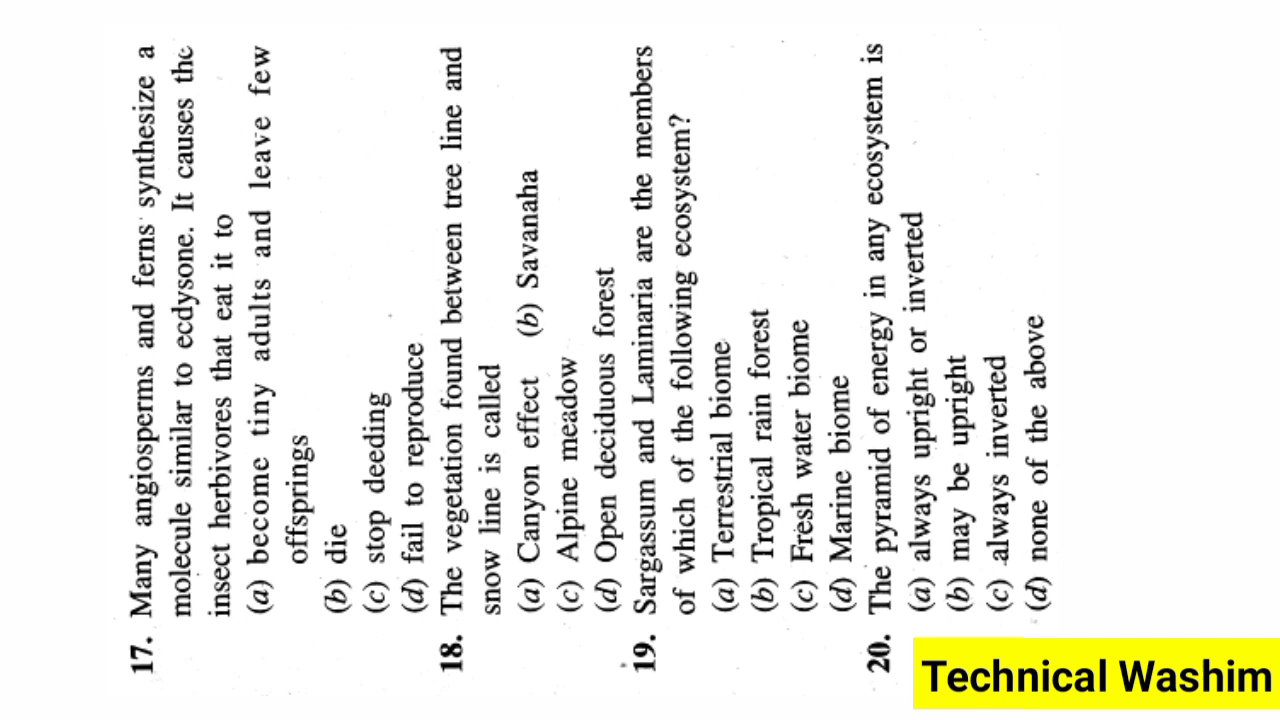 17. Many angiosperms and ferns synthesize a
molecule similar to ecdysone. It causes the
insect herbivores that eat it to
(a) become tiny adults and leave few
offsprings
(b) die
(c) stop deeding
(d) fail to reproduce
18. The vegetation found between tree line and
snow line is called
(a) Canyon effect (b) Savanaha
(c) Alpine meadow
(d) Open deciduous forest
19. Sargassum and Laminaria are the members
of which of the following ecosystem?
(a) Terrestrial biome
(b) Tropical rain forest
(c) Fresh water biome
(d) Marine biome
20. The pyramid of energy in any ecosystem is
(a) always upright or inverted
(b) may be upright
(c) always inverted
(d) none of the above
Technical Washim